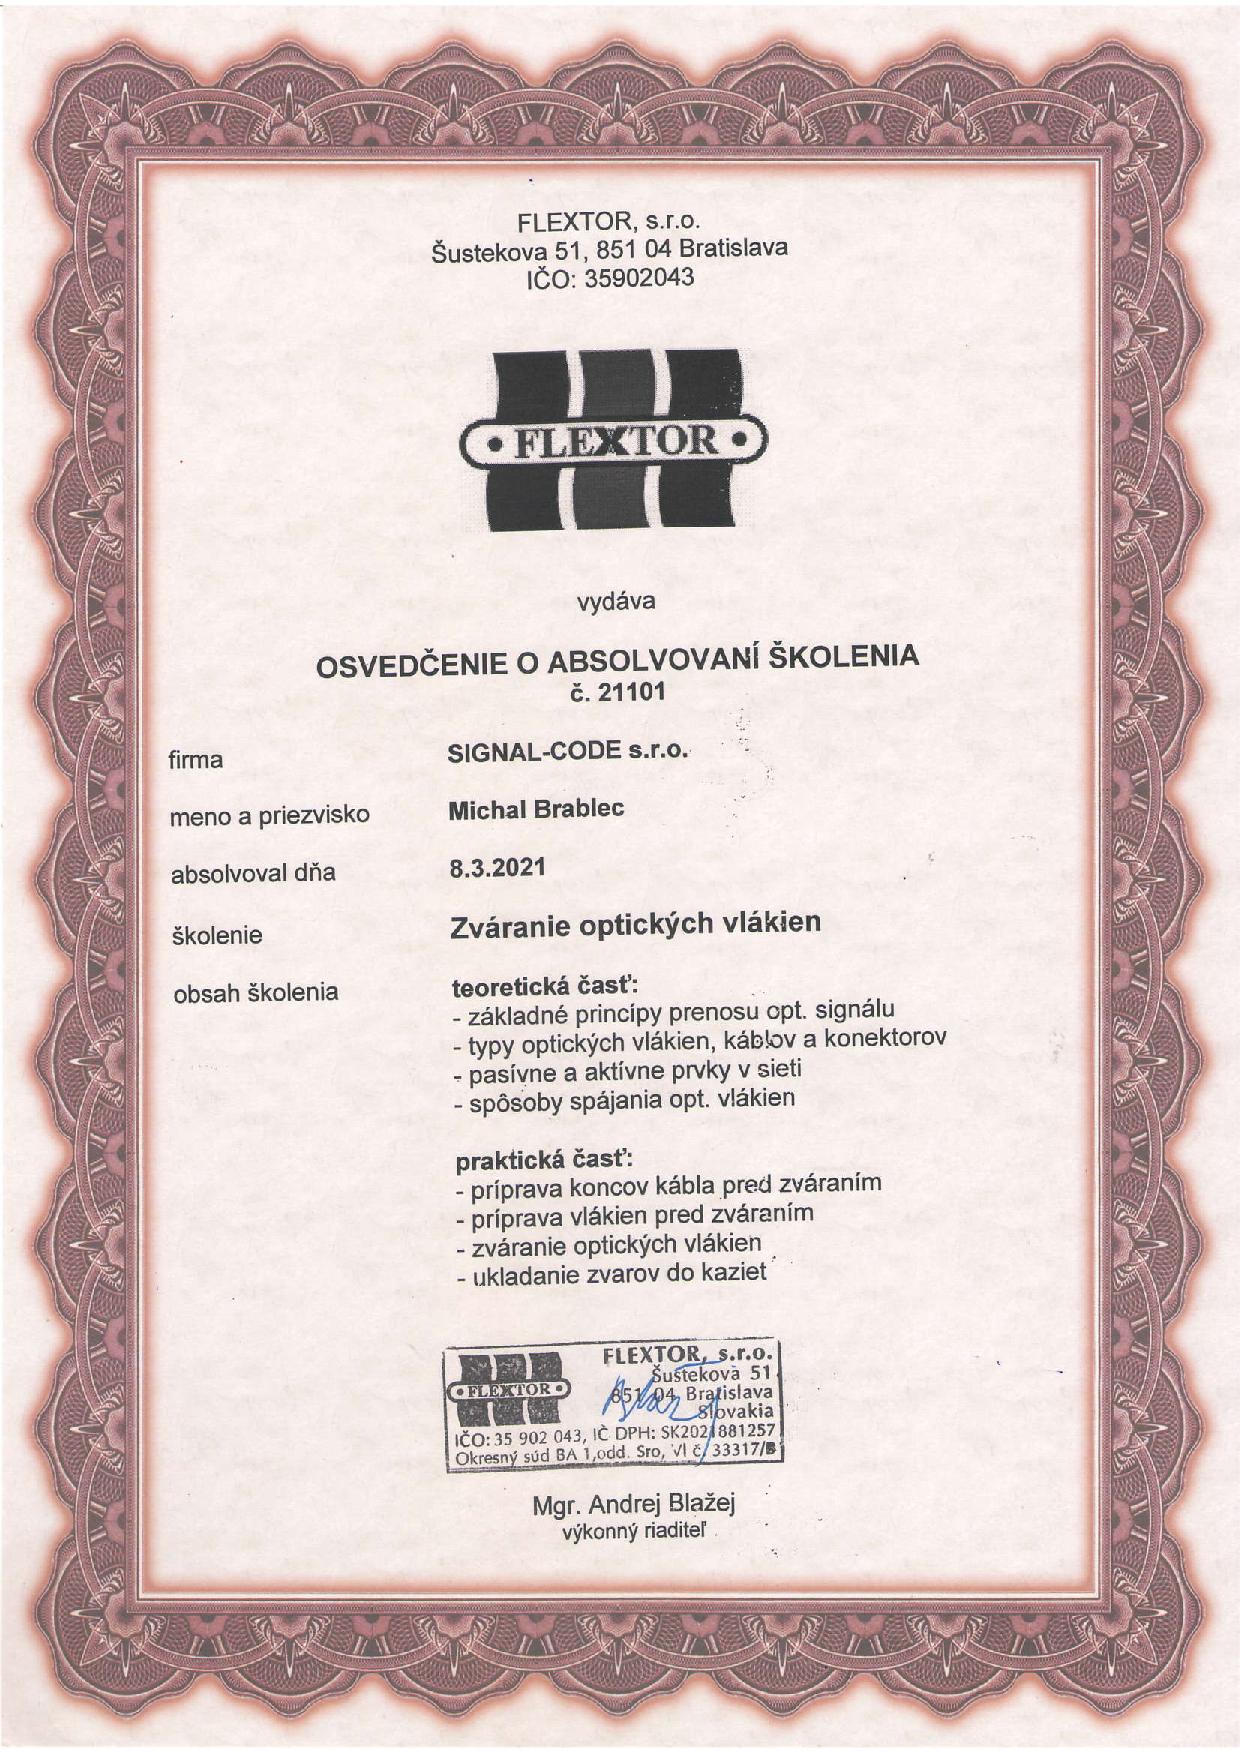 FLEXTOR, s.r.o.
Šustekova 51, 851 04 Bratislava
IČO: 35902043
• FLEXTOR •
vydáva
OSVEDČENIE O ABSOLVOVANÍ ŠKOLENIA
č. 21101
firma SIGNAL-CODE s.r.o.
meno a priezvisko Michal Brablec
absolvoval dňa 8.3.2021
školenie Zváranie optických vlákien
obsah školenia teoretická časť:
- základné princípy prenosu opt. signálu
- typy optických vlákien, káblov a konektorov
- pasívne a aktívne prvky v sieti
- spôsoby spájania opt. vlákien
praktická časť:
- príprava koncov kábla pred zváraním
- príprava vlákien pred zváraním
- zváranie optických vlákien
- ukladanie zvarov do kaziet
FLEXTOR, s.r.o.
Šustekova 51
• FLEXTOR •
851 04 Bratislava
Slovakia
IČO: 35 902 043, IČ DPH: SK2021881257
Okresný súd BA 1,odd. Sro, Vl č. 33317/B
Mgr. Andrej Blažej
výkonný riaditeľ